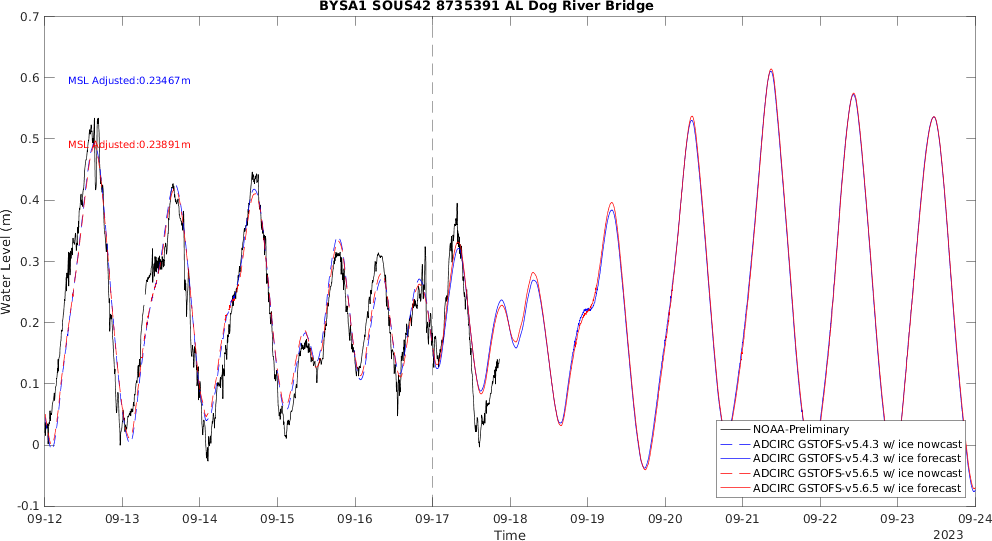 BYSA1 SOUS42 8735391 AL Dog River Bridge
0.7
0.6
0.5
0.4
0.3
0.2
0.1
0
-0.1
Water Level (m)
MSL Adjusted:0.23467m
MSL Adjusted:0.23891m
NOAA-Preliminary
ADCIRC GSTOFS-v5.4.3 w/ ice nowcast
ADCIRC GSTOFS-v5.4.3 w/ ice forecast
ADCIRC GSTOFS-v5.6.5 w/ ice nowcast
ADCIRC GSTOFS-v5.6.5 w/ ice forecast
09-12 09-13 09-14 09-15 09-16 09-17 09-18 09-19 09-20 09-21 09-22 09-23 09-24
Time
2023